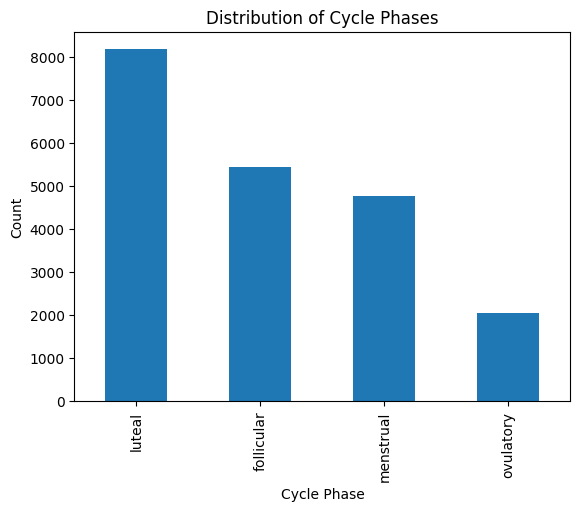 Distribution of Cycle Phases
Count
8000
7000
6000
5000
4000
3000
2000
1000
0
luteal
follicular
menstrual
ovulatory
Cycle Phase